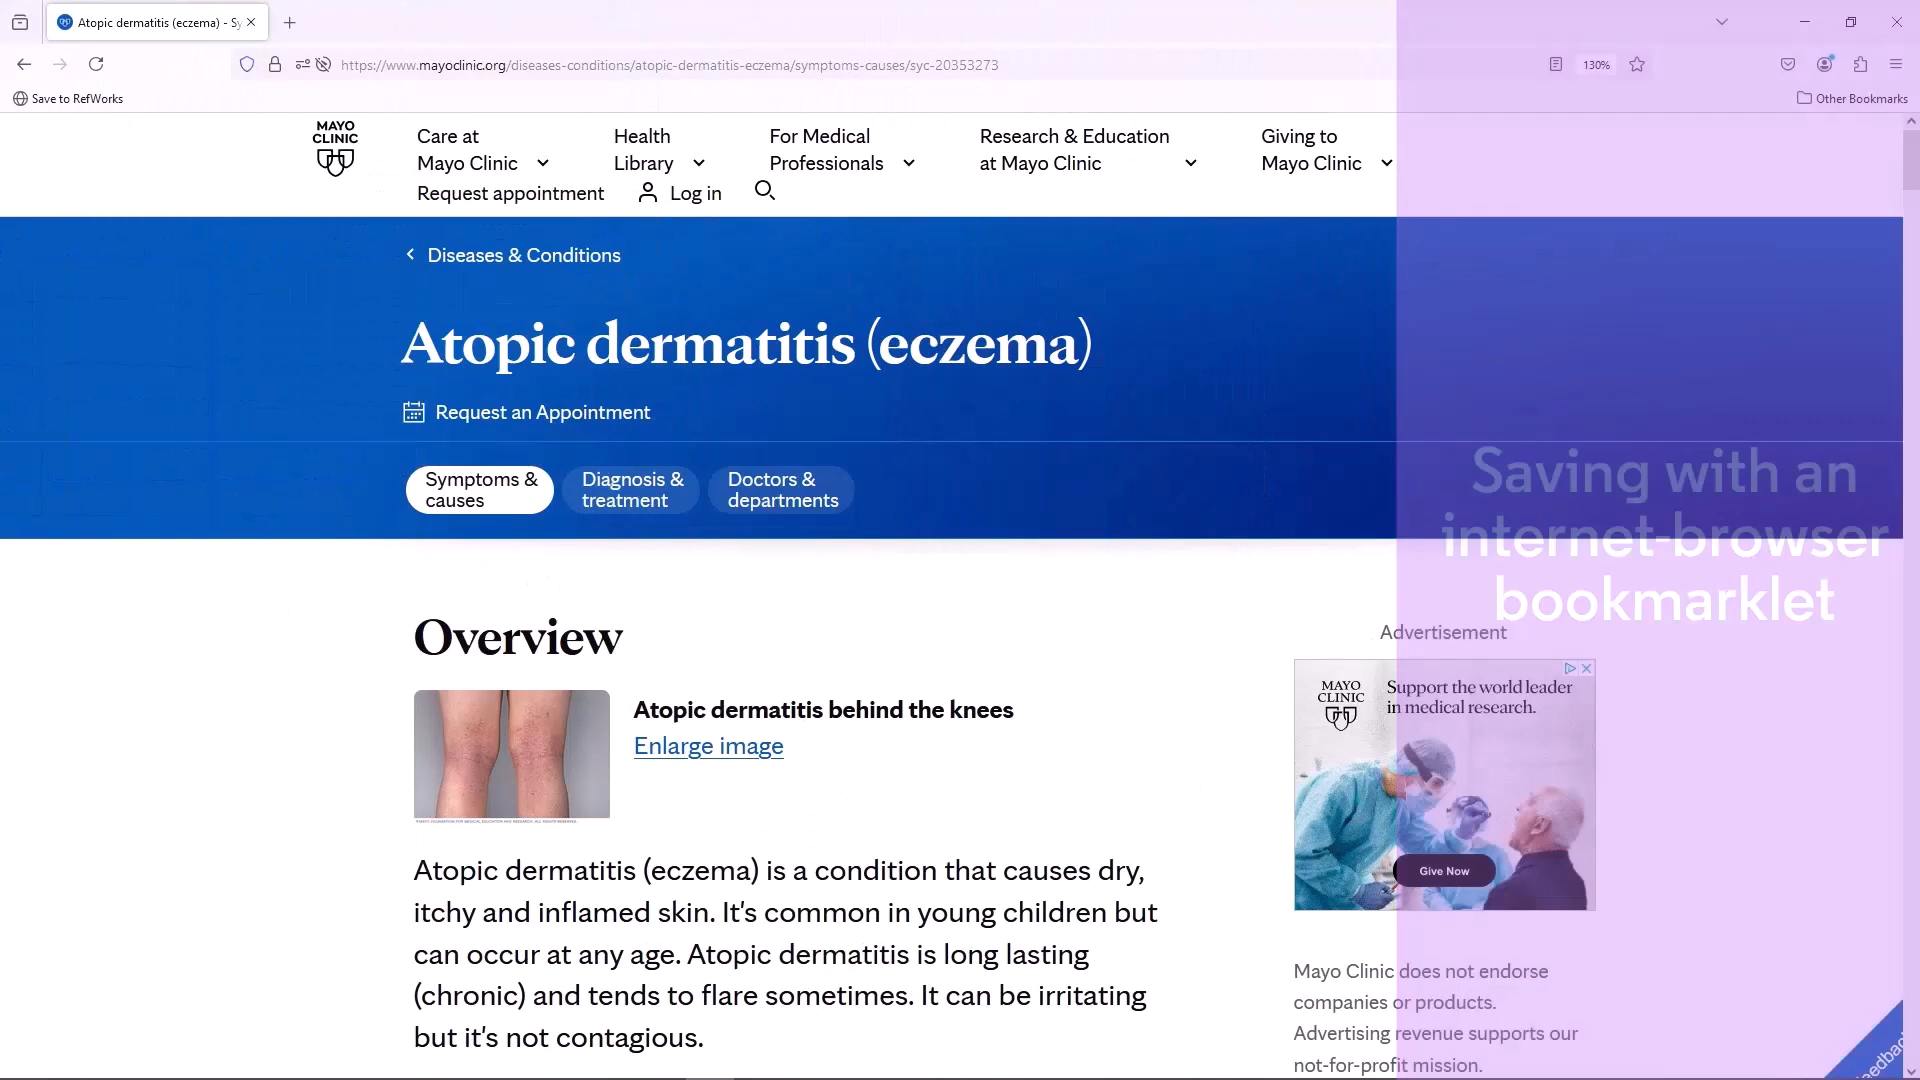 Atopic dermatitis (eczema) - Sy
https://www.mayoclinic.org/diseases-conditions/atopic-dermatitis-eczema/symptoms-causes/syc-20353273
130%
Save to RefWorks
Other Bookmarks
MAYO
CLINIC
Care at
Mayo Clinic
Health
Library
For Medical
Professionals
Research & Education
at Mayo Clinic
Giving to
Mayo Clinic
Request appointment
Log in
Diseases & Conditions
Atopic dermatitis (eczema)
Request an Appointment
Symptoms &
causes
Diagnosis &
treatment
Doctors &
departments
Saving with an
internet-browser
bookmarklet
Overview
Atopic dermatitis behind the knees
Enlarge image
Atopic dermatitis (eczema) is a condition that causes dry,
itchy and inflamed skin. It's common in young children but
can occur at any age. Atopic dermatitis is long lasting
(chronic) and tends to flare sometimes. It can be irritating
but it's not contagious.
Advertisement
MAYO
CLINIC
Support the world leader
in medical research.
Give Now
Mayo Clinic does not endorse
companies or products.
Advertising revenue supports our
not-for-profit mission.